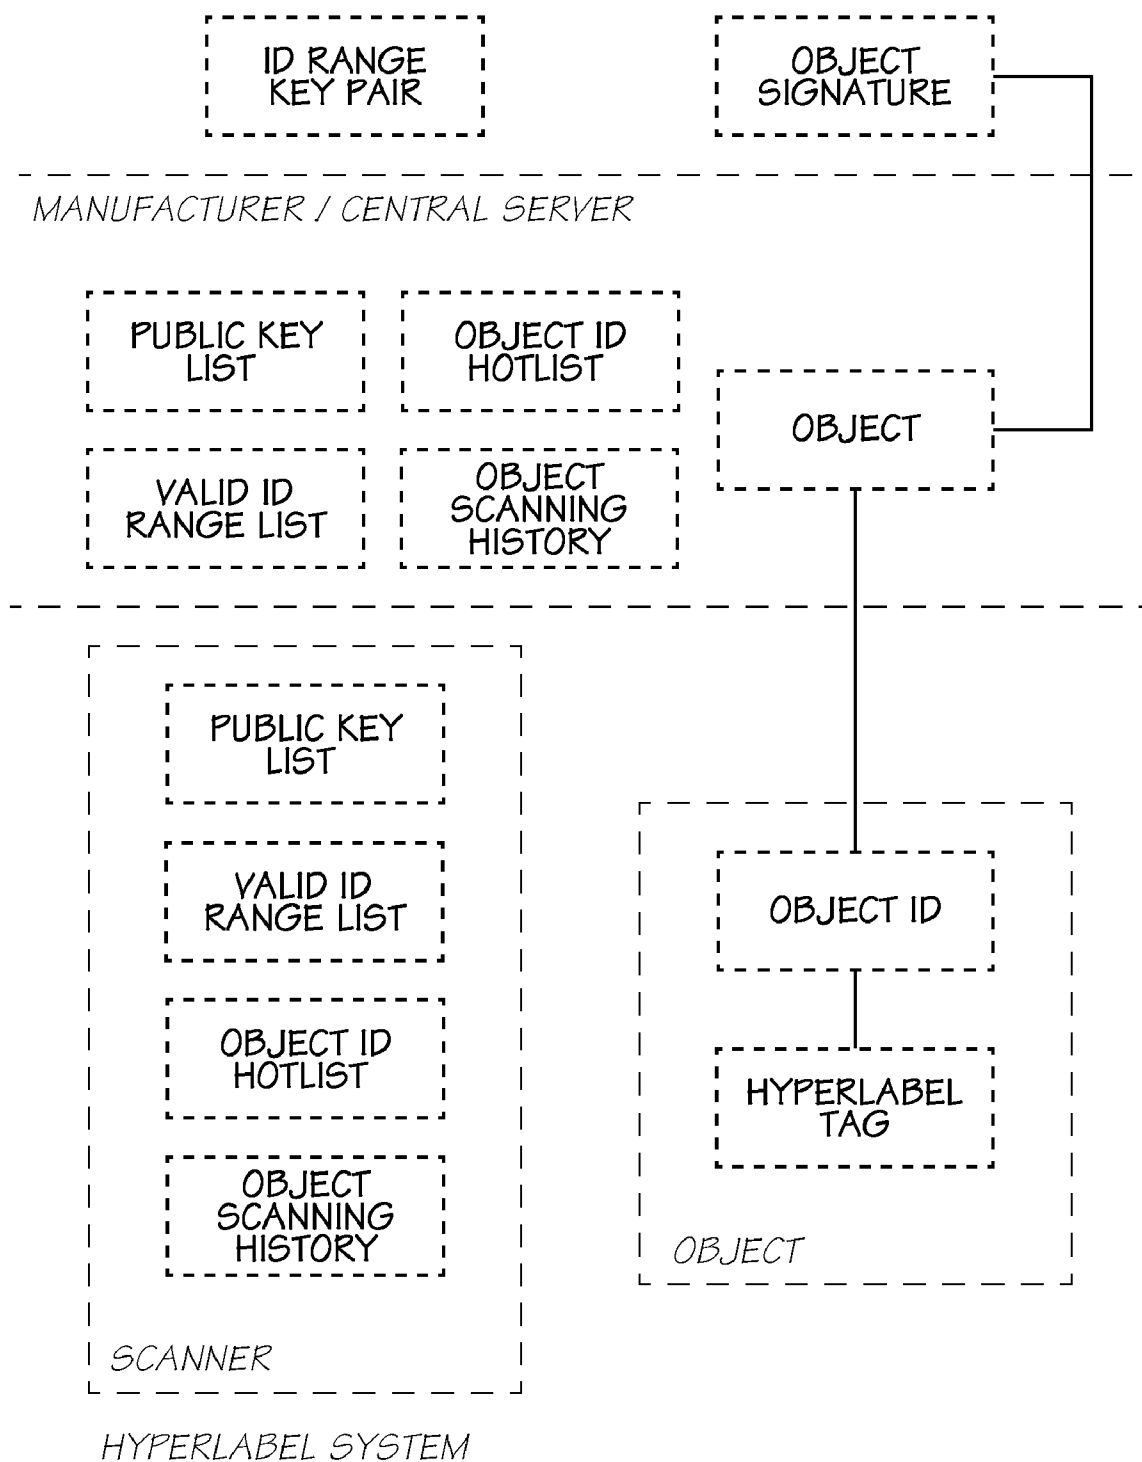 ID RANGE
KEY PAIR
OBJECT
SIGNATURE
MANUFACTURER / CENTRAL SERVER
PUBLIC KEY
LIST
OBJECT ID
HOTLIST
OBJECT
VALID ID
RANGE LIST
OBJECT
SCANNING
HISTORY
PUBLIC KEY
LIST
VALID ID
RANGE LIST
OBJECT ID
HOTLIST
OBJECT
SCANNING
HISTORY
SCANNER
OBJECT ID
HYPERLABEL
TAG
OBJECT
HYPERLABEL SYSTEM